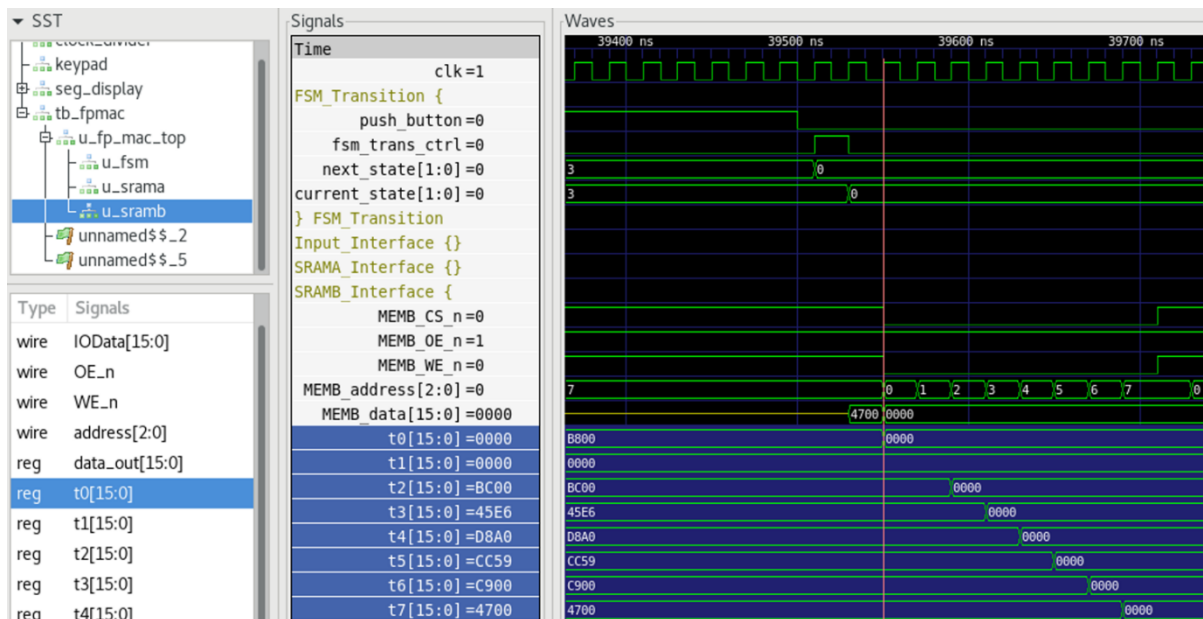 SST
clock_divider
keypad
seg_display
tb_fpmac
u_fp_mac_top
u_fsm
u_srama
u_sramb
unnamed$$_2
unnamed$$_5
Type Signals
wire IOData[15:0]
wire OE_n
wire WE_n
wire address[2:0]
reg data_out[15:0]
reg t0[15:0]
reg t1[15:0]
reg t2[15:0]
reg t3[15:0]
reg t4[15:0]
Signals
Time
clk=1
FSM_Transition {
push_button=0
fsm_trans_ctrl=0
next_state[1:0]=0
current_state[1:0]=0
} FSM_Transition
Input_Interface {}
SRAMA_Interface {}
SRAMB_Interface {
MEMB_CS_n=0
MEMB_OE_n=1
MEMB_WE_n=0
MEMB_address[2:0]=0
MEMB_data[15:0]=0000
t0[15:0]=0000
t1[15:0]=0000
t2[15:0]=BC00
t3[15:0]=45E6
t4[15:0]=D8A0
t5[15:0]=CC59
t6[15:0]=C900
t7[15:0]=4700
Waves
39400 ns 39500 ns 39600 ns 39700 ns
3 0
3 0
7 0 1 2 3 4 5 6 7 0
4700 0000
B800 0000
0000
BC00 0000
45E6 0000
D8A0 0000
CC59 0000
C900 0000
4700 0000